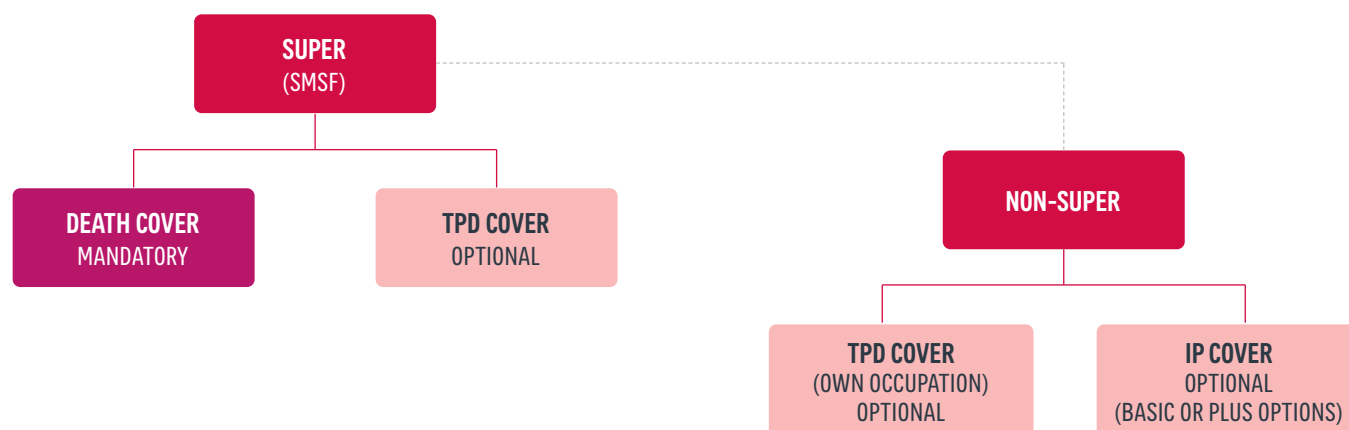 SUPER
(SMSF)
DEATH COVER
MANDATORY
TPD COVER
OPTIONAL
NON-SUPER
TPD COVER
(OWN OCCUPATION)
OPTIONAL
IP COVER
OPTIONAL
(BASIC OR PLUS OPTIONS)